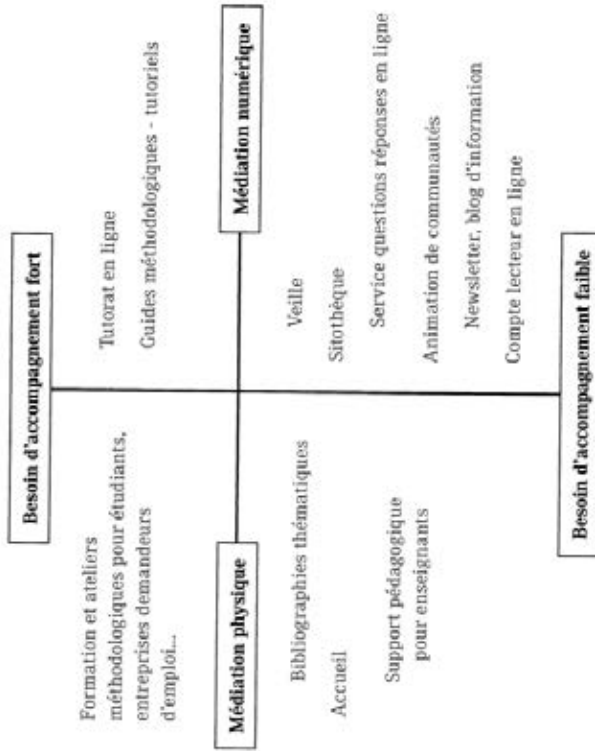 Besoin d'accompagnement fort
Formation et ateliers
méthodologiques pour étudiants,
entreprises demandeurs
d'emploi...
Tutorat en ligne
Guides méthodologiques - tutoriels
Médiation physique
Médiation numérique
Bibliographies thématiques
Accueil
Support pédagogique
pour enseignants
Veille
Sitothèque
Service questions réponses en ligne
Animation de communautés
Newsletter, blog d'information
Compte lecteur en ligne
Besoin d'accompagnement faible